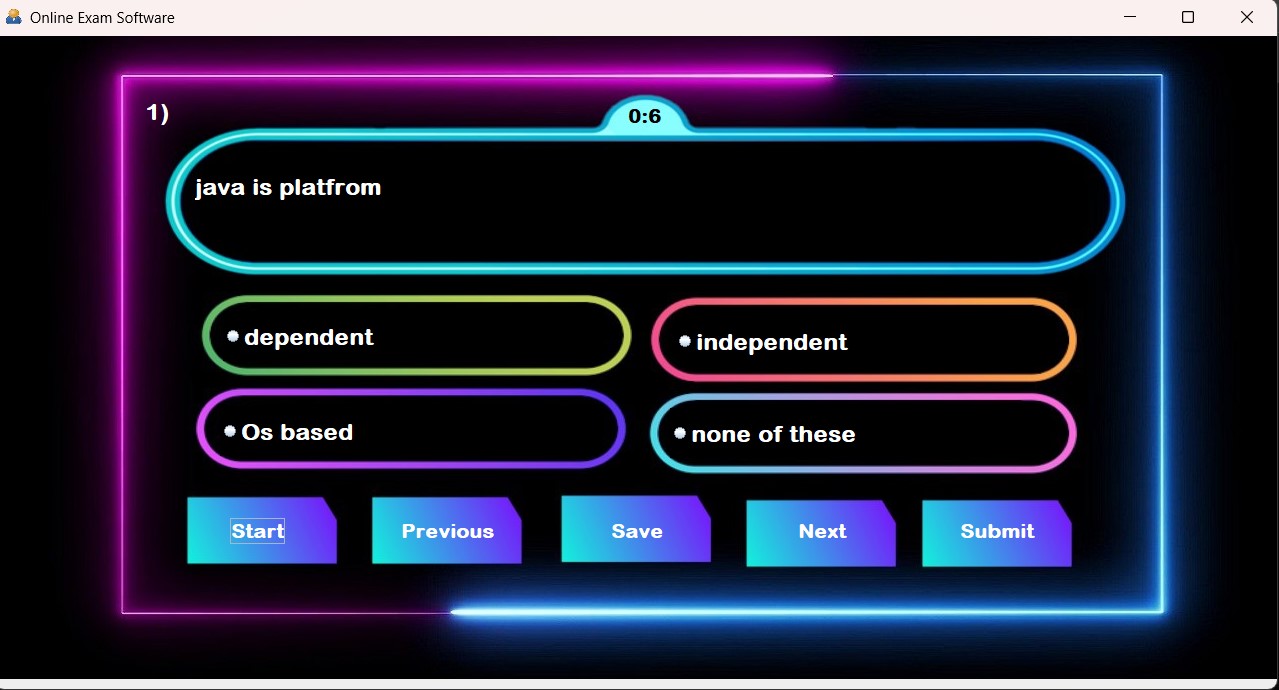 Online Exam Software
1)
0:6
java is platfrom
dependent
independent
Os based
none of these
Start
Previous
Save
Next
Submit